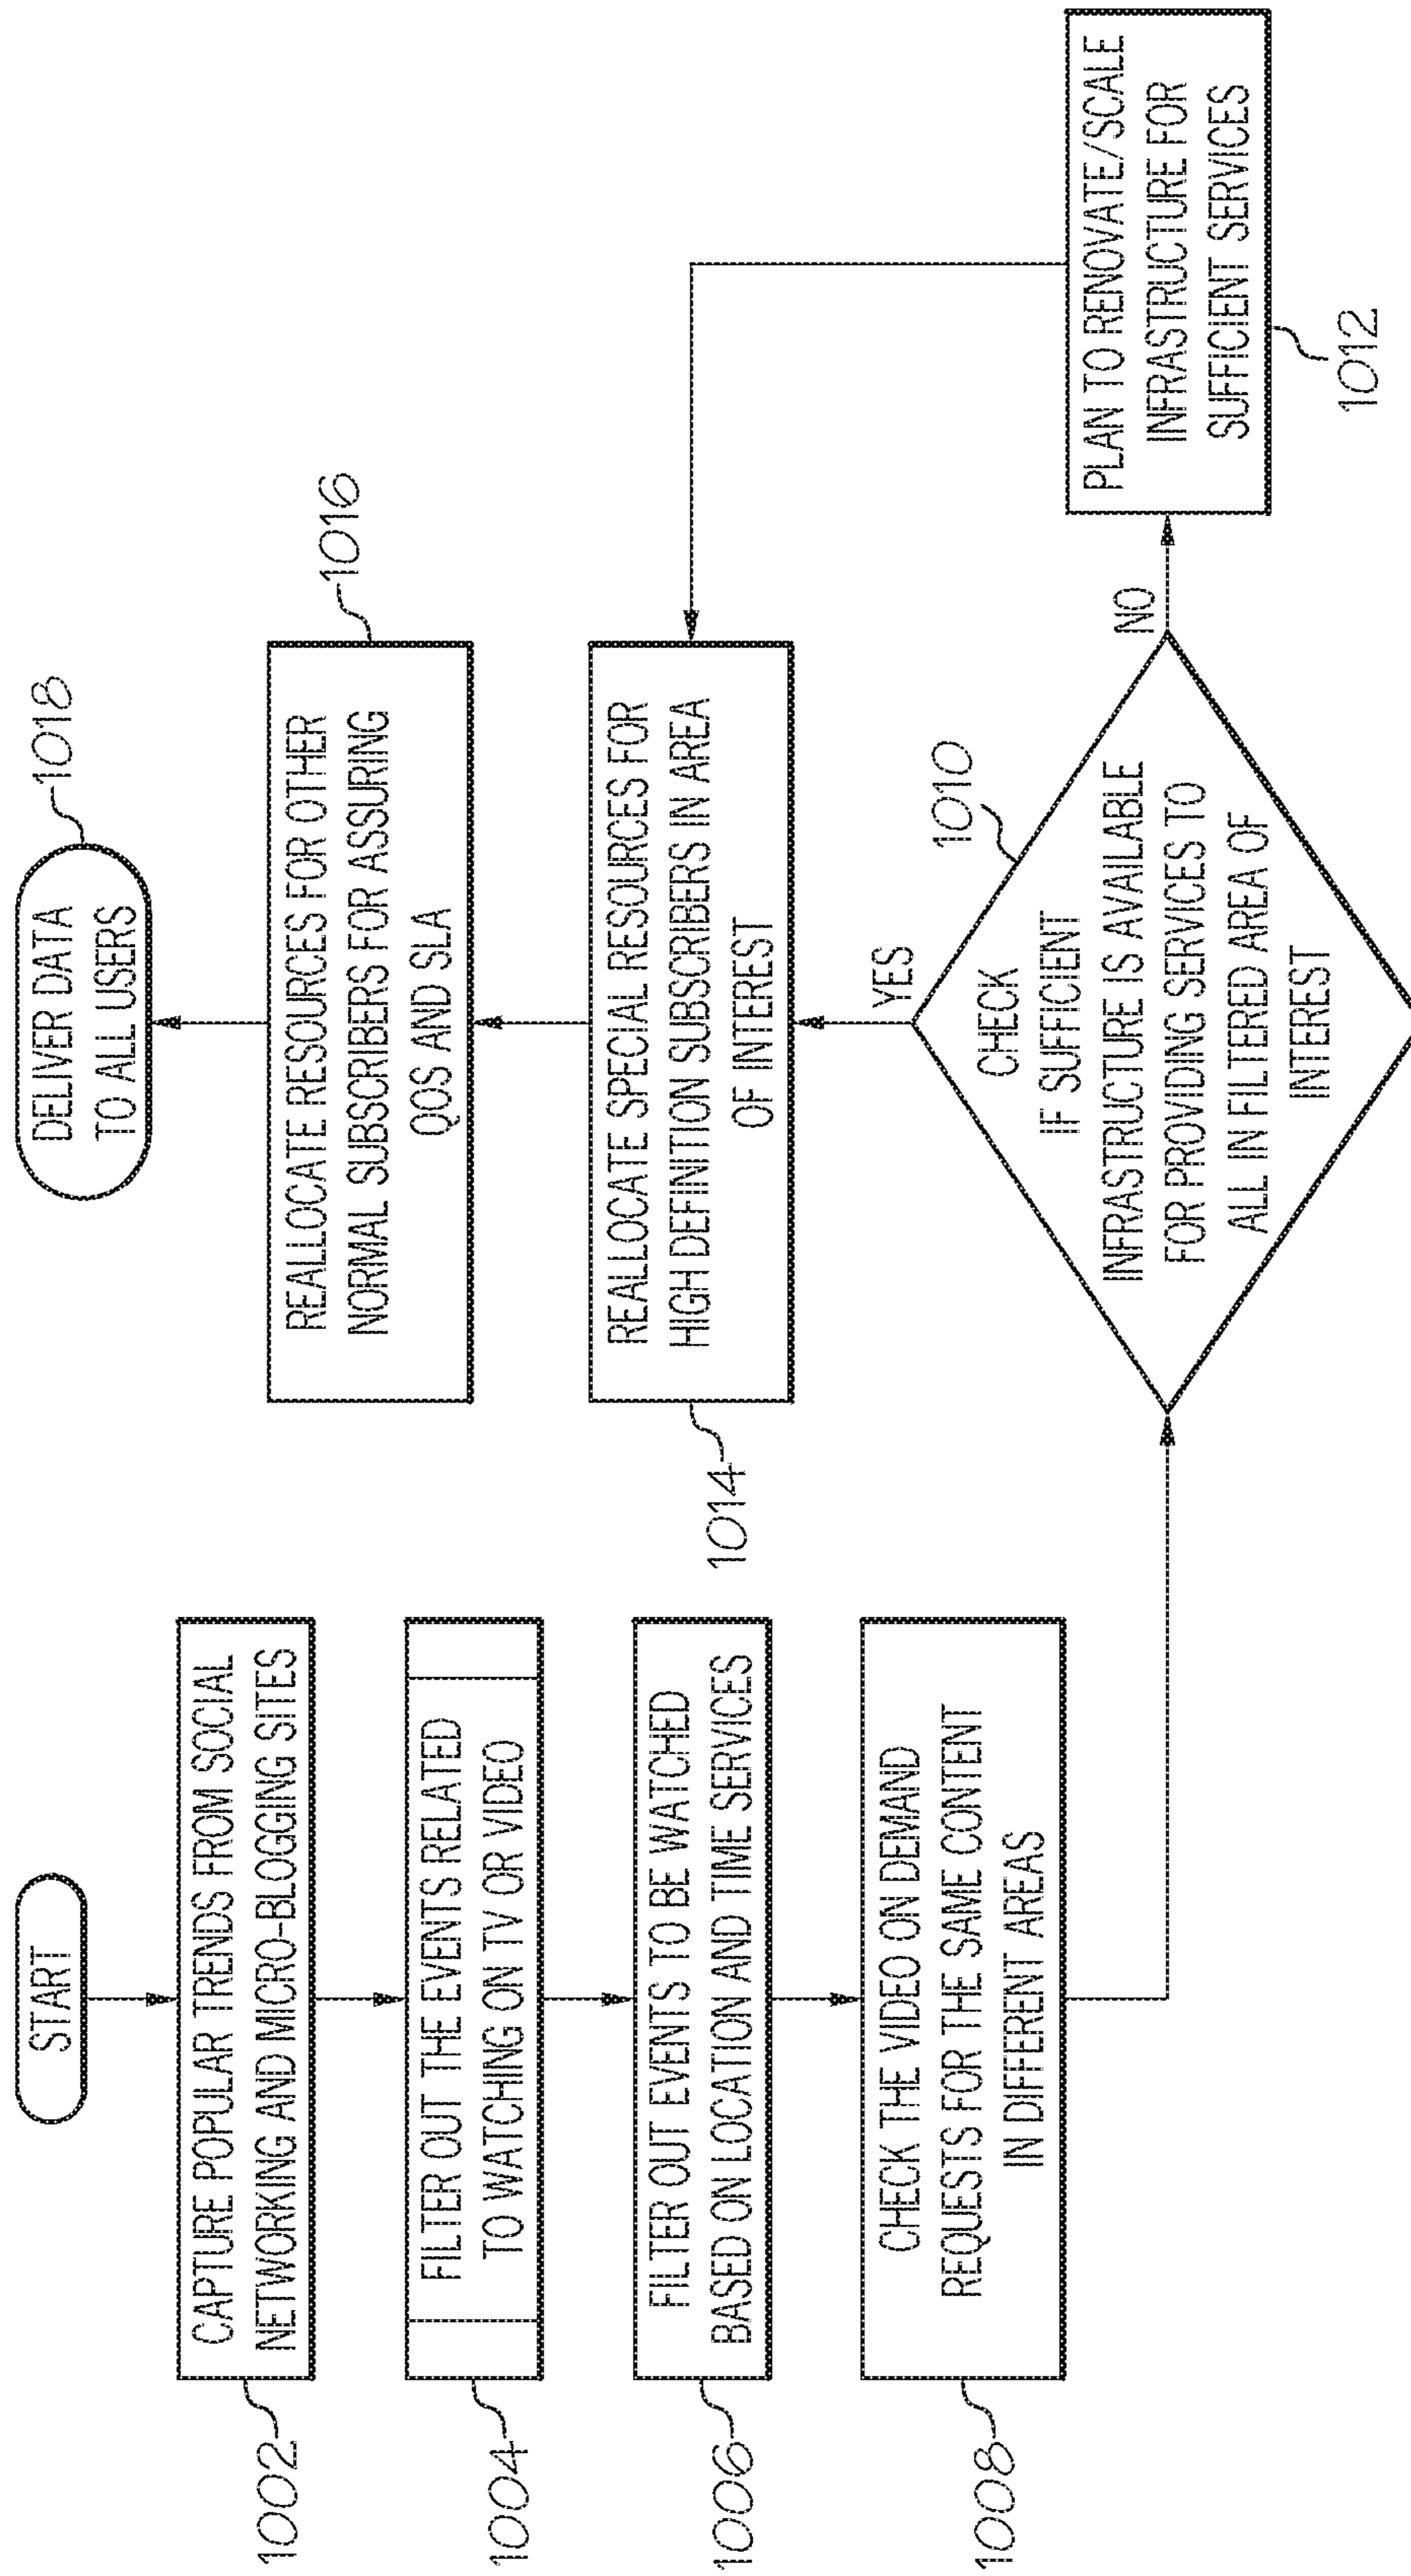 START
CAPTURE POPULAR TRENDS FROM SOCIAL
NETWORKING AND MICRO-BLOGGING SITES
1002
FILTER OUT THE EVENTS RELATED
TO WATCHING ON TV OR VIDEO
1004
FILTER OUT EVENTS TO BE WATCHED
BASED ON LOCATION AND TIME SERVICES
1006
CHECK THE VIDEO ON DEMAND
REQUESTS FOR THE SAME CONTENT
IN DIFFERENT AREAS
1008
CHECK
IF SUFFICIENT
INFRASTRUCTURE IS AVAILABLE
FOR PROVIDING SERVICES TO
ALL IN FILTERED AREA OF
INTEREST
1010
YES
NO
PLAN TO RENOVATE/SCALE
INFRASTRUCTURE FOR
SUFFICIENT SERVICES
1012
REALLOCATE SPECIAL RESOURCES FOR
HIGH DEFINITION SUBSCRIBERS IN AREA
OF INTEREST
1014
REALLOCATE RESOURCES FOR OTHER
NORMAL SUBSCRIBERS FOR ASSURING
QOS AND SLA
1016
DELIVER DATA
TO ALL USERS
1018